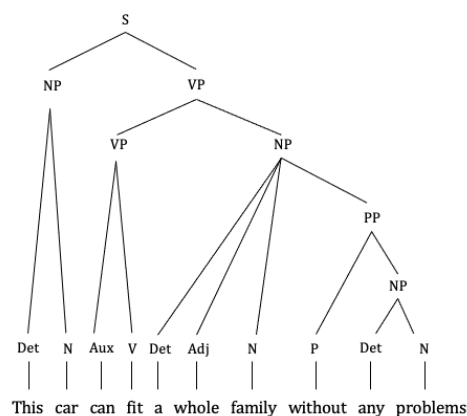 S
NP VP
VP NP
PP
NP
Det N Aux V Det Adj N P Det N
This car can fit a whole family without any problems